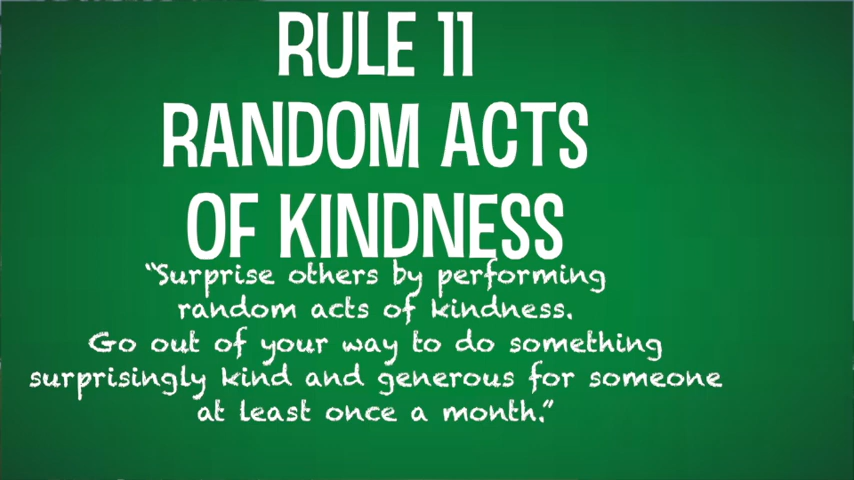 RULE 11
RANDOM ACTS
OF KINDNESS
“Surprise others by performing
random acts of kindness.
Go out of your way to do something
surprisingly kind and generous for someone
at least once a month.”